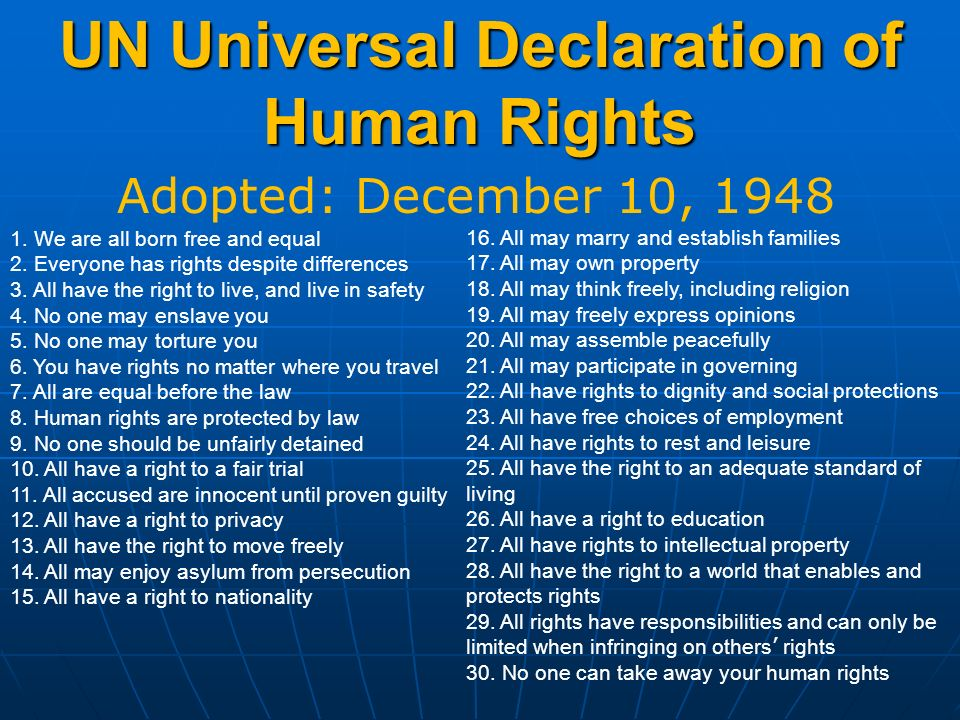 UN Universal Declaration of
Human Rights
Adopted: December 10, 1948
1. We are all born free and equal
2. Everyone has rights despite differences
3. All have the right to live, and live in safety
4. No one may enslave you
5. No one may torture you
6. You have rights no matter where you travel
7. All are equal before the law
8. Human rights are protected by law
9. No one should be unfairly detained
10. All have a right to a fair trial
11. All accused are innocent until proven guilty
12. All have a right to privacy
13. All have the right to move freely
14. All may enjoy asylum from persecution
15. All have a right to nationality
16. All may marry and establish families
17. All may own property
18. All may think freely, including religion
19. All may freely express opinions
20. All may assemble peacefully
21. All may participate in governing
22. All have rights to dignity and social protections
23. All have free choices of employment
24. All have rights to rest and leisure
25. All have the right to an adequate standard of
living
26. All have a right to education
27. All have rights to intellectual property
28. All have the right to a world that enables and
protects rights
29. All rights have responsibilities and can only be
limited when infringing on others’ rights
30. No one can take away your human rights